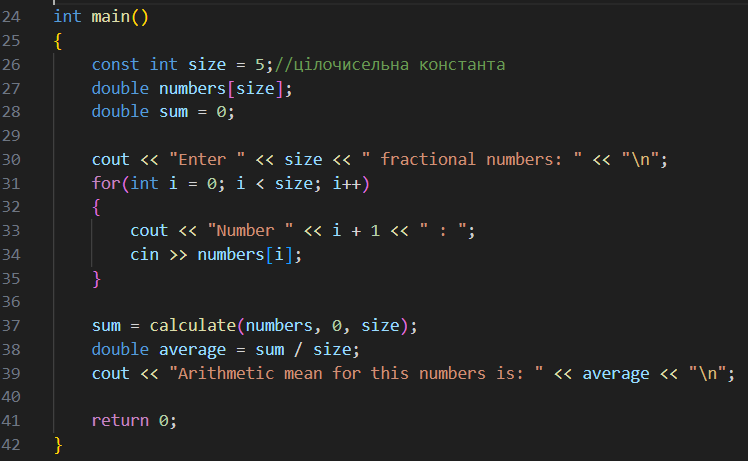 24 int main()
25 {
26 const int size = 5;//цілочисельна константа
27 double numbers[size];
28 double sum = 0;
29
30 cout << "Enter " << size << " fractional numbers: " << "\n";
31 for(int i = 0; i < size; i++)
32 {
33 cout << "Number " << i + 1 << " : ";
34 cin >> numbers[i];
35 }
36
37 sum = calculate(numbers, 0, size);
38 double average = sum / size;
39 cout << "Arithmetic mean for this numbers is: " << average << "\n";
40
41 return 0;
42 }